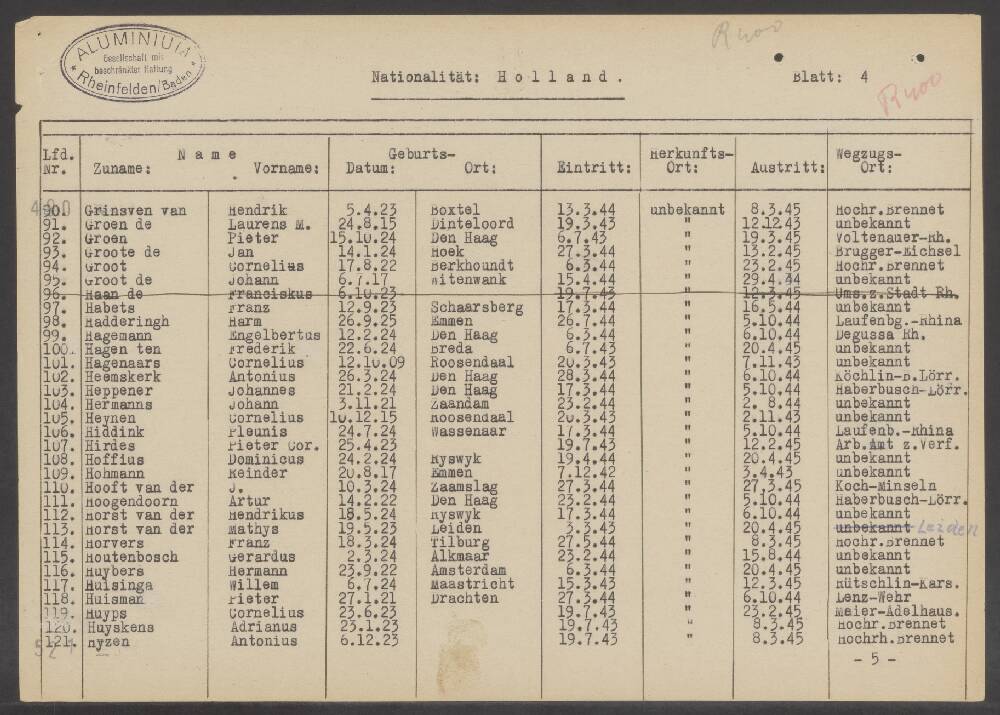 ALUMINIUM
Gesellschaft mit
beschränkter Haftung
Rheinfelden/Baden
R400
Nationalität: Holland.
Blatt: 4
R400
Lfd. Nr. Name Zuname: Vorname: Geburts- Datum: Ort: Eintritt: Herkunfts- Ort: Austritt: Wegzugs- Ort:
90. Grinsven van Hendrik 5.4.23 Boxtel 13.3.44 unbekannt 8.3.45 Hochr.Brennet
91. Groen de Laurens M. 24.8.15 Dinteloord 19.3.43 " 12.12.43 unbekannt
92. Groen Pieter 15.10.24 Den Haag 6.7.43 " 19.3.45 Voltenauer-Rh.
93. Groote de Jan 14.1.24 Hoek 27.3.44 " 13.2.45 Brugger-Eichsel
94. Groot Cornelius 17.8.22 Berkhoundt 6.3.44 " 23.2.45 Hochr.Brennet
95. Groot de Johann 6.7.17 Witenwank 15.4.44 " 29.4.44 unbekannt
96. Haan de Franciskus 6.10.23 19.7.43 " 12.3.45 Ums.z.Stadt Rh.
97. Habets Franz 12.9.23 Schaarsberg 17.3.44 " 16.5.44 unbekannt
98. Hadderingh Harm 26.9.25 Emmen 26.7.44 " 5.10.44 Laufenbg.-Rhina
99. Hagemann Engelbertus 12.2.24 Den Haag 6.3.44 " 6.10.44 Degussa Rh.
100. Hagen ten Frederik 22.6.24 Breda 6.7.43 " 20.4.45 unbekannt
101. Hagenaars Cornelius 12.10.09 Roosendaal 20.3.43 " 7.11.43 unbekannt
102. Heemskerk Antonius 26.3.24 Den Haag 28.3.44 " 6.10.44 Köchlin-B.Lörr.
103. Heppener Johannes 21.2.24 Den Haag 17.3.44 " 5.10.44 Haberbusch-Lörr.
104. Hermanns Johann 3.11.21 Zaandam 23.2.44 " 2. 8.44 unbekannt
105. Heynen Cornelius 10.12.15 Roosendaal 20.3.43 " 2.11.43 unbekannt
106. Hiddink Pleunis 24.7.24 Wassenaar 17.3.44 " 5.10.44 Laufenb.-Rhina
107. Hirdes Pieter Cor. 25.4.23 19.7.43 " 12.2.45 Arb.Amt z.Verf.
108. Hoffius Dominicus 24.2.24 Ryswyk 19.4.44 " 20.4.45 unbekannt
109. Hohmann Reinder 20.8.17 Emmen 7.12.42 " 3.4.43 unbekannt
110. Hooft van der J. 10.3.24 Zaamslag 27.3.44 " 27.3.45 Koch-Minseln
111. Hoogendoorn Artur 14.2.22 Den Haag 23.2.44 " 5.10.44 Haberbusch-Lörr.
112. Horst van der Hendrikus 18.5.24 Ryswyk 17.3.44 " 6.10.44 unbekannt
113. Horst van der Mathys 19.5.23 Leiden 3.3.43 " 20.4.45 unbekannt Leiden
114. Horvers Franz 18.3.24 Tilburg 27.5.44 " 8.3.45 Hochr.Brennet
115. Houtenbosch Gerardus 2.3.24 Alkmaar 23.2.44 " 15.8.44 unbekannt
116. Huybers Hermann 23.9.22 Amsterdam 6.3.44 " 20.4.45 unbekannt
117. Huisinga Willem 6.7.24 Maastricht 15.3.43 " 12.3.45 Rütschlin-Kars.
118. Huisman Pieter 27.1.21 Drachten 27.3.44 " 6.10.44 Lenz-Wehr
119. Huyps Cornelius 23.6.23 19.7.43 " 23.2.45 Meier-Adelhaus.
120. Huyskens Adrianus 23.1.23 19.7.43 " 8.3.45 Hochr.Brennet
121. Hyzen Antonius 6.12.23 19.7.43 " 8.3.45 Hochrh.Brennet
- 5 -